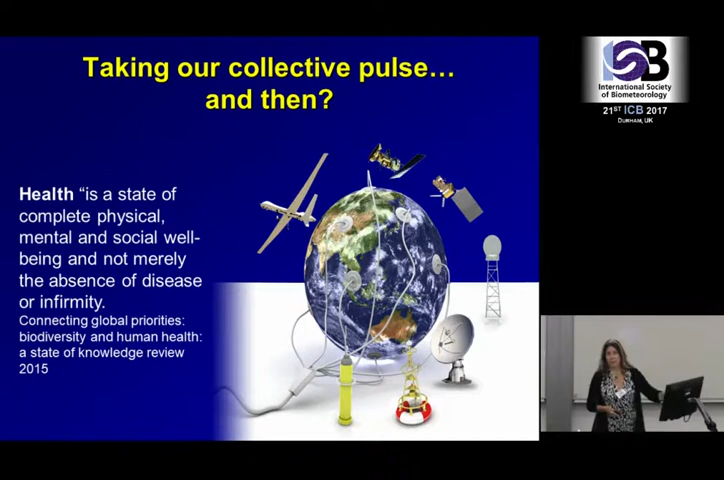 Taking our collective pulse…
and then?
Health “is a state of
complete physical,
mental and social well-
being and not merely
the absence of disease
or infirmity.
Connecting global priorities:
biodiversity and human health:
a state of knowledge review
2015
ISB
International Society
of Biometeorology
21ST ICB 2017
DURHAM, UK